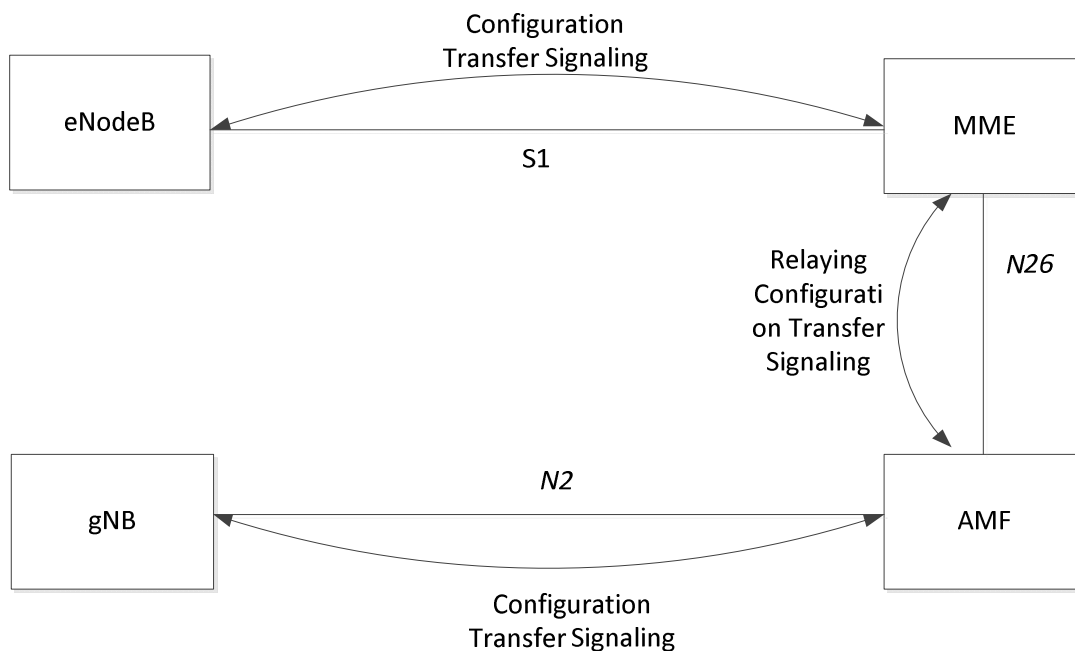 Configuration
Transfer Signaling
eNodeB
MME
S1
Relaying
Configurati
on Transfer
Signaling
N26
N2
gNB
AMF
Configuration
Transfer Signaling